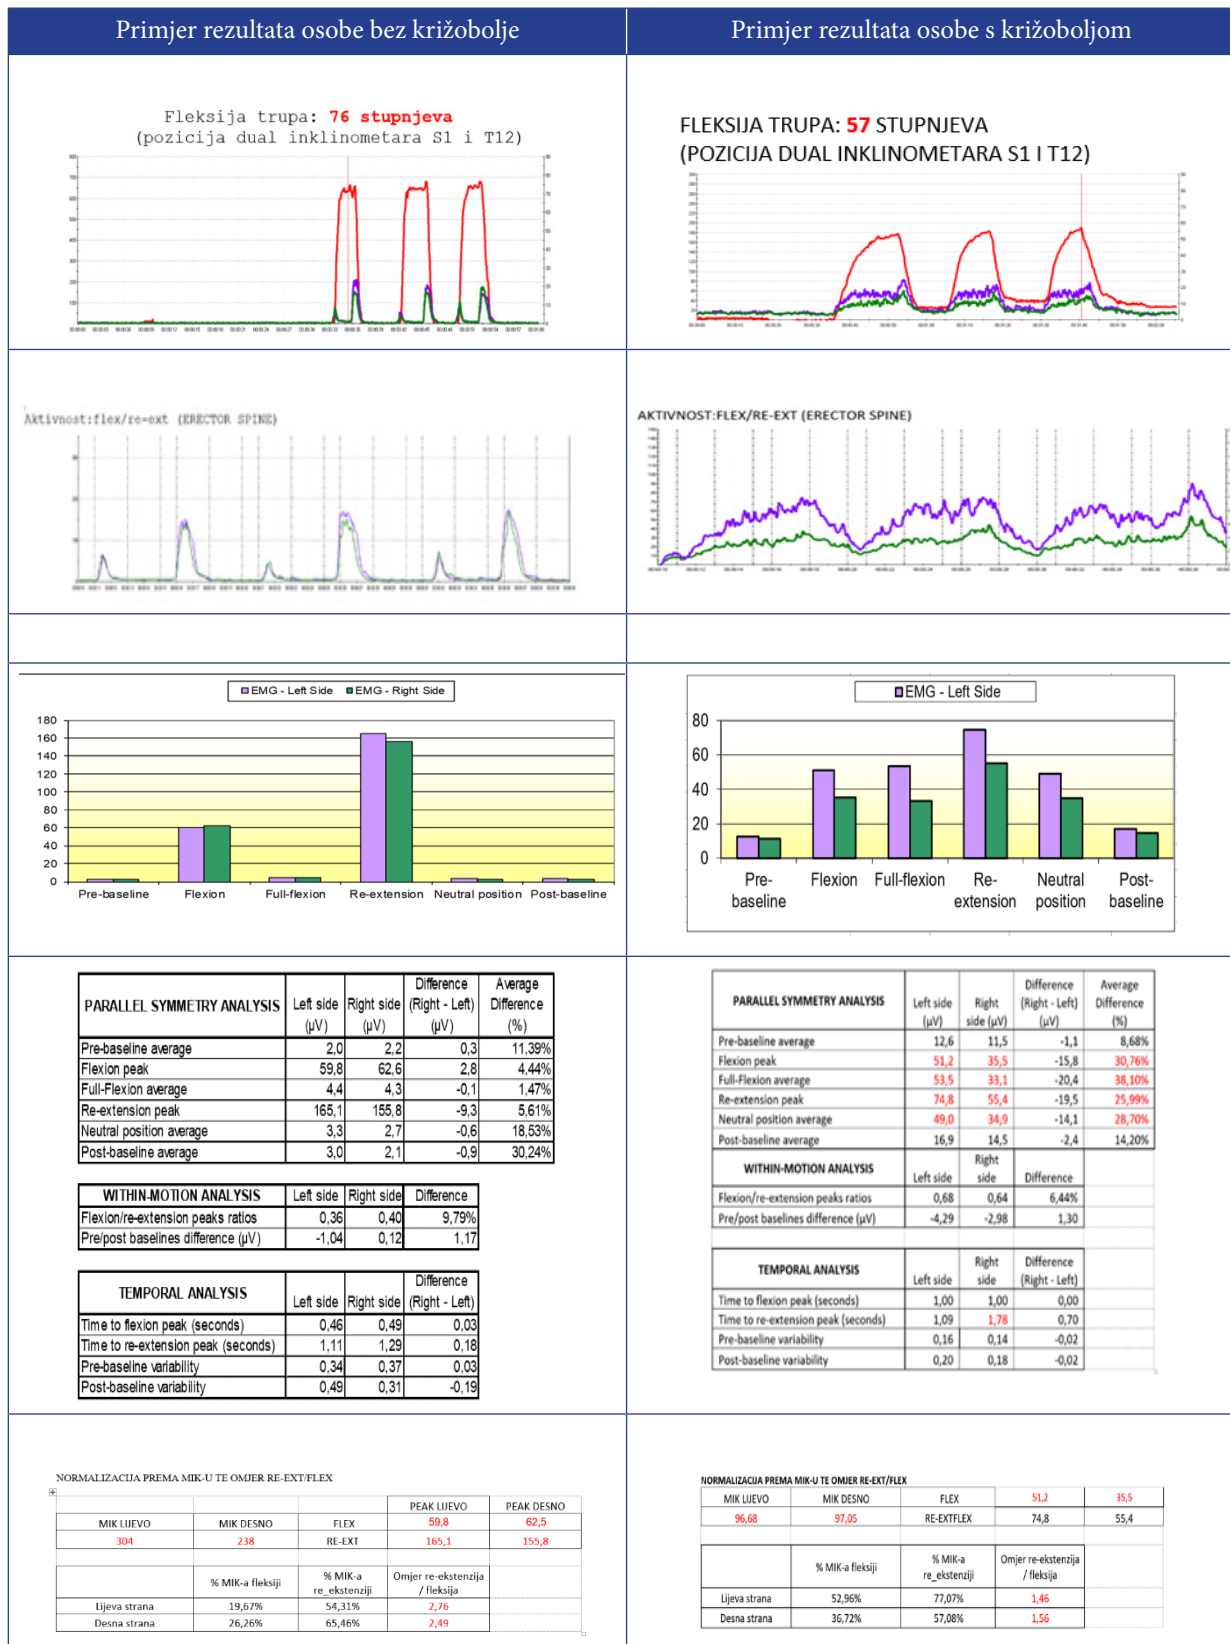 Primjer rezultata osobe bez križobolje
Primjer rezultata osobe s križoboljom
Fleksija trupa: 76 stupnjeva
(pozicija dual inklinometara S1 i T12)
FLEKSIJA TRUPA: 57 STUPNJEVA
(POZICIJA DUAL INKLINOMETARA S1 I T12)
Aktivnost:flex/re-ext (ERECTOR SPINE)
AKTIVNOST:FLEX/RE-EXT (ERECTOR SPINE)
EMG - Left Side EMG - Right Side
180
160
140
120
100
80
60
40
20
0
Pre-baseline Flexion Full-flexion Re-extension Neutral position Post-baseline
EMG - Left Side
80
60
40
20
0
Pre- Flexion Full-flexion Re- Neutral Post-
baseline extension position baseline
Difference Average
PARALLEL SYMMETRY ANALYSIS Left side Right side (Right - Left) Difference
(µV) (µV) (µV) (%)
Pre-baseline average 2,0 2,2 0,3 11,39%
Flexion peak 59,8 62,6 2,8 4,44%
Full-Flexion average 4,4 4,3 -0,1 1,47%
Re-extension peak 165,1 155,8 -9,3 5,61%
Neutral position average 3,3 2,7 -0,6 18,53%
Post-baseline average 3,0 2,1 -0,9 30,24%
WITHIN-MOTION ANALYSIS Left side Right side Difference
Flexion/re-extension peaks ratios 0,36 0,40 9,79%
Pre/post baselines difference (µV) -1,04 0,12 1,17
Difference
TEMPORAL ANALYSIS Left side Right side (Right - Left)
Time to flexion peak (seconds) 0,46 0,49 0,03
Time to re-extension peak (seconds) 1,11 1,29 0,18
Pre-baseline variability 0,34 0,37 0,03
Post-baseline variability 0,49 0,31 -0,19
Difference Average
PARALLEL SYMMETRY ANALYSIS Left side Right (Right - Left) Difference
(µV) side (µV) (µV) (%)
Pre-baseline average 12,6 11,5 -1,1 8,68%
Flexion peak 51,2 35,5 -15,8 30,76%
Full-Flexion average 53,5 33,1 -20,4 38,10%
Re-extension peak 74,8 55,4 -19,5 25,99%
Neutral position average 49,0 34,9 -14,1 28,70%
Post-baseline average 16,9 14,5 -2,4 14,20%
Right
WITHIN-MOTION ANALYSIS Left side side Difference
Flexion/re-extension peaks ratios 0,68 0,64 6,44%
Pre/post baselines difference (µV) -4,29 -2,98 1,30
Right Difference
TEMPORAL ANALYSIS Left side side (Right - Left)
Time to flexion peak (seconds) 1,00 1,00 0,00
Time to re-extension peak (seconds) 1,09 1,78 0,70
Pre-baseline variability 0,16 0,14 -0,02
Post-baseline variability 0,20 0,18 -0,02
NORMALIZACIJA PREMA MIK-U TE OMJER RE-EXT/FLEX
PEAK LIJEVO PEAK DESNO
MIK LIJEVO MIK DESNO FLEX 59,8 62,5
304 238 RE-EXT 165,1 155,8
% MIK-a fleksiji % MIK-a re_ekstenziji Omjer re-ekstenzija / fleksija
Lijeva strana 19,67% 54,31% 2,76
Desna strana 26,26% 65,46% 2,49
NORMALIZACIJA PREMA MIK-U TE OMJER RE-EXT/FLEX
MIK LIJEVO MIK DESNO FLEX 51,2 35,5
96,68 97,05 RE-EXTFLEX 74,8 55,4
% MIK-a fleksiji % MIK-a re_ekstenziji Omjer re-ekstenzija / fleksija
Lijeva strana 52,96% 77,07% 1,46
Desna strana 36,72% 57,08% 1,56